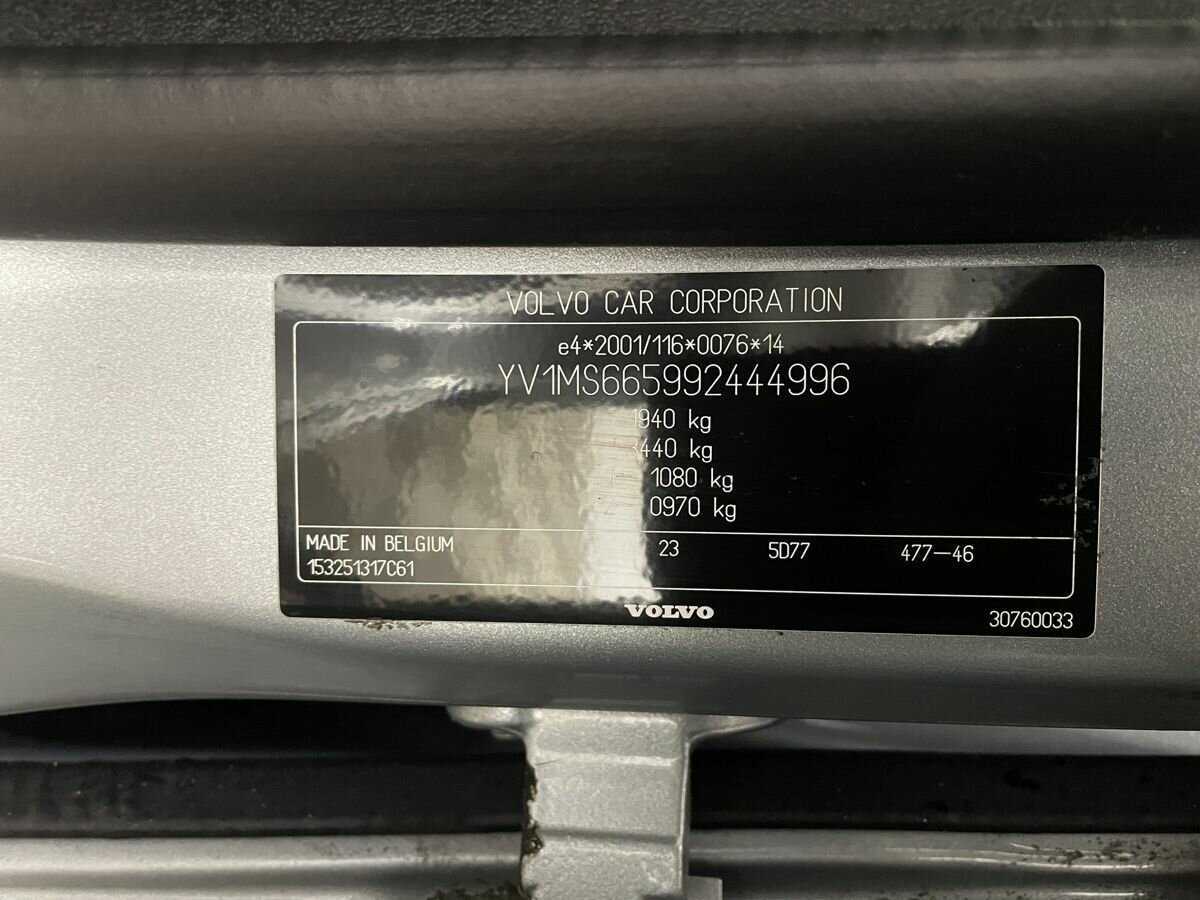 VOLVO CAR CORPORATION
e4*2001/116*0076*14
YV1MS665992444996
1940 kg
440 kg
1080 kg
0970 kg
MADE IN BELGIUM 23 5D77 477-46
153251317C61
VOLVO
30760033